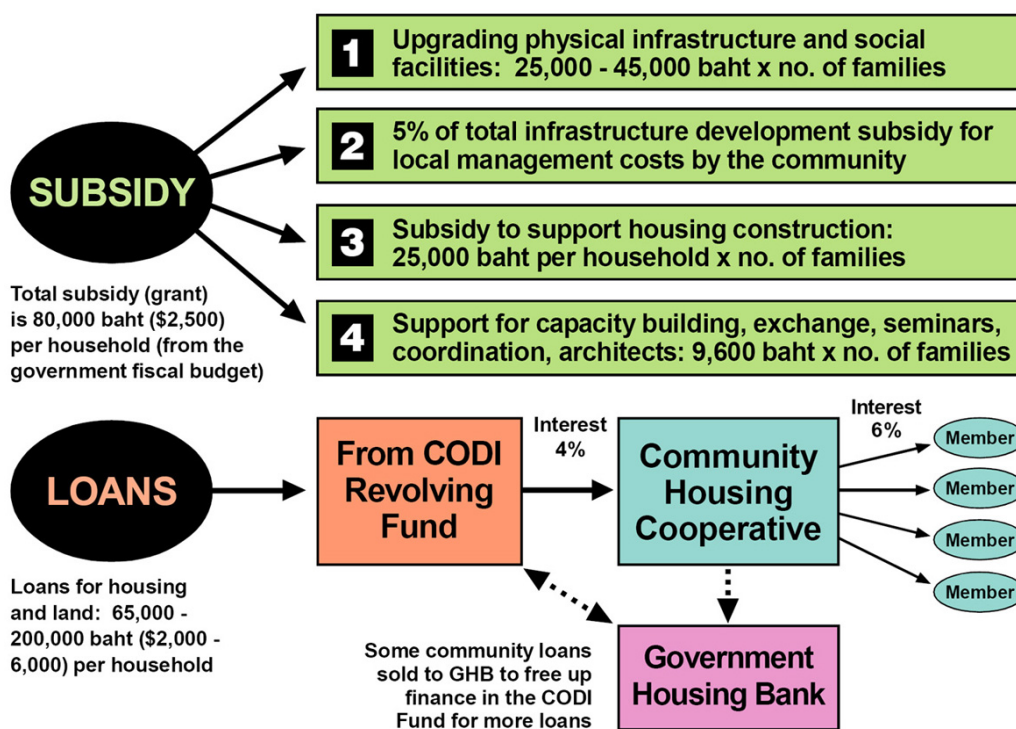 1 Upgrading physical infrastructure and social
facilities: 25,000 - 45,000 baht x no. of families
2 5% of total infrastructure development subsidy for
local management costs by the community
SUBSIDY
3 Subsidy to support housing construction:
25,000 baht per household x no. of families
Total subsidy (grant)
is 80,000 baht ($2,500)
per household (from the
government fiscal budget)
4 Support for capacity building, exchange, seminars,
coordination, architects: 9,600 baht x no. of families
LOANS
From CODI
Revolving
Fund
Interest
4%
Community
Housing
Cooperative
Interest
6%
Member
Member
Member
Member
Loans for housing
and land: 65,000 -
200,000 baht ($2,000 -
6,000) per household
Some community loans
sold to GHB to free up
finance in the CODI
Fund for more loans
Government
Housing Bank